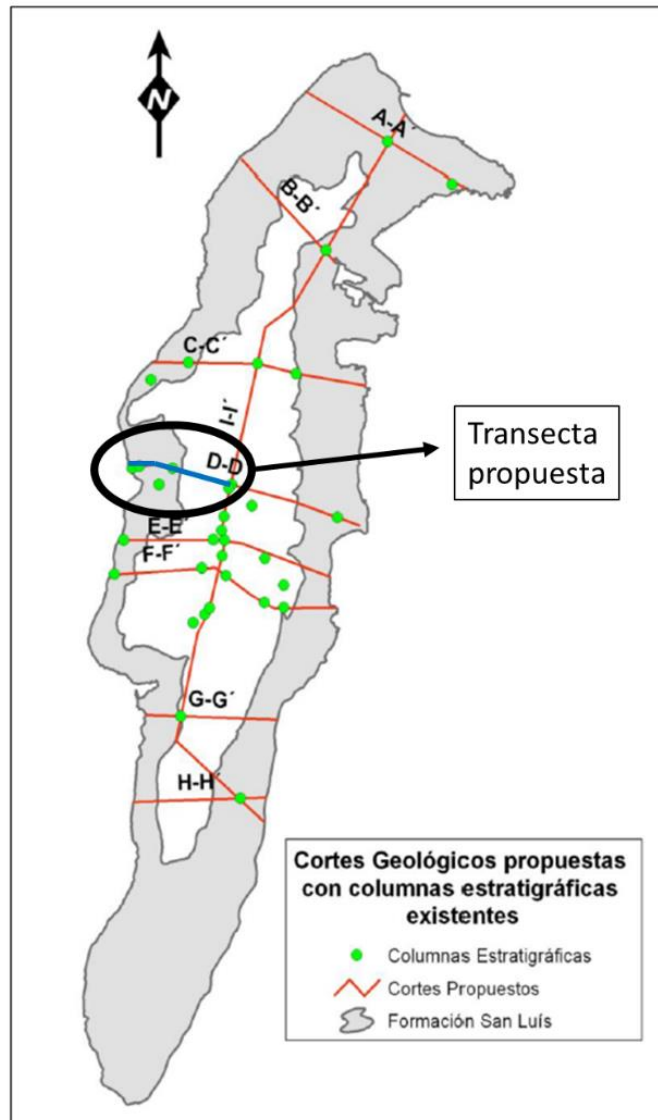 N
A-A´
B-B´
C-C´
I-I´
D-D
Transecta
propuesta
E-E´
F-F´
G-G´
H-H´
Cortes Geológicos propuestas
con columnas estratigráficas
existentes
Columnas Estratigráficas
Cortes Propuestos
Formación San Luís